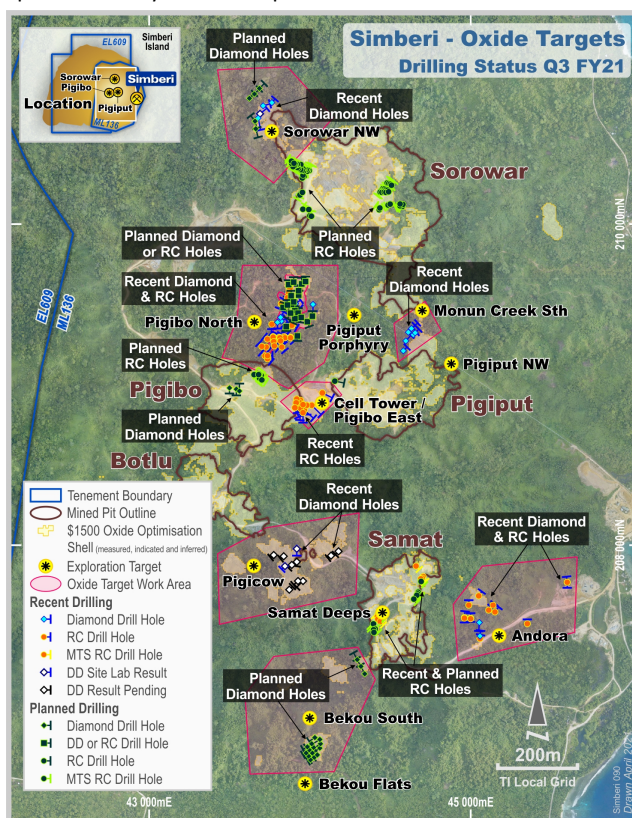 Simberi - Oxide Targets
Drilling Status Q3 FY21
EL609
Simberi
Island
Sorowar
Pigibo
Simberi
Location
Pigiput
ML136
Planned
Diamond Holes
Recent
Diamond Holes
Sorowar NW
Sorowar
Planned
RC Holes
210 000mN
Planned Diamond
or RC Holes
Recent Diamond
& RC Holes
Recent
Diamond Holes
Monun Creek Sth
EL609
ML136
Pigibo North
Pigiput
Porphyry
Planned
RC Holes
Pigiput NW
Pigibo
Pigiput
Cell Tower /
Pigibo East
Planned
Diamond Holes
Recent
RC Holes
Botlu
Recent
Diamond Holes
Samat
Recent Diamond
& RC Holes
208 000mN
Pigicow
Samat Deeps
Andora
Planned
Diamond Holes
Recent & Planned
RC Holes
Bekou South
Bekou Flats
Tenement Boundary
Mined Pit Outline
$1500 Oxide Optimisation
Shell (measured, indicated and inferred)
Exploration Target
Oxide Target Work Area
Recent Drilling
Diamond Drill Hole
RC Drill Hole
MTS RC Drill Hole
DD Site Lab Result
DD Result Pending
Planned Drilling
Diamond Drill Hole
DD or RC Drill Hole
RC Drill Hole
MTS RC Drill Hole
N
200m
TI Local Grid
Simberi 090
Drawn April 2021
43 000mE
45 000mE